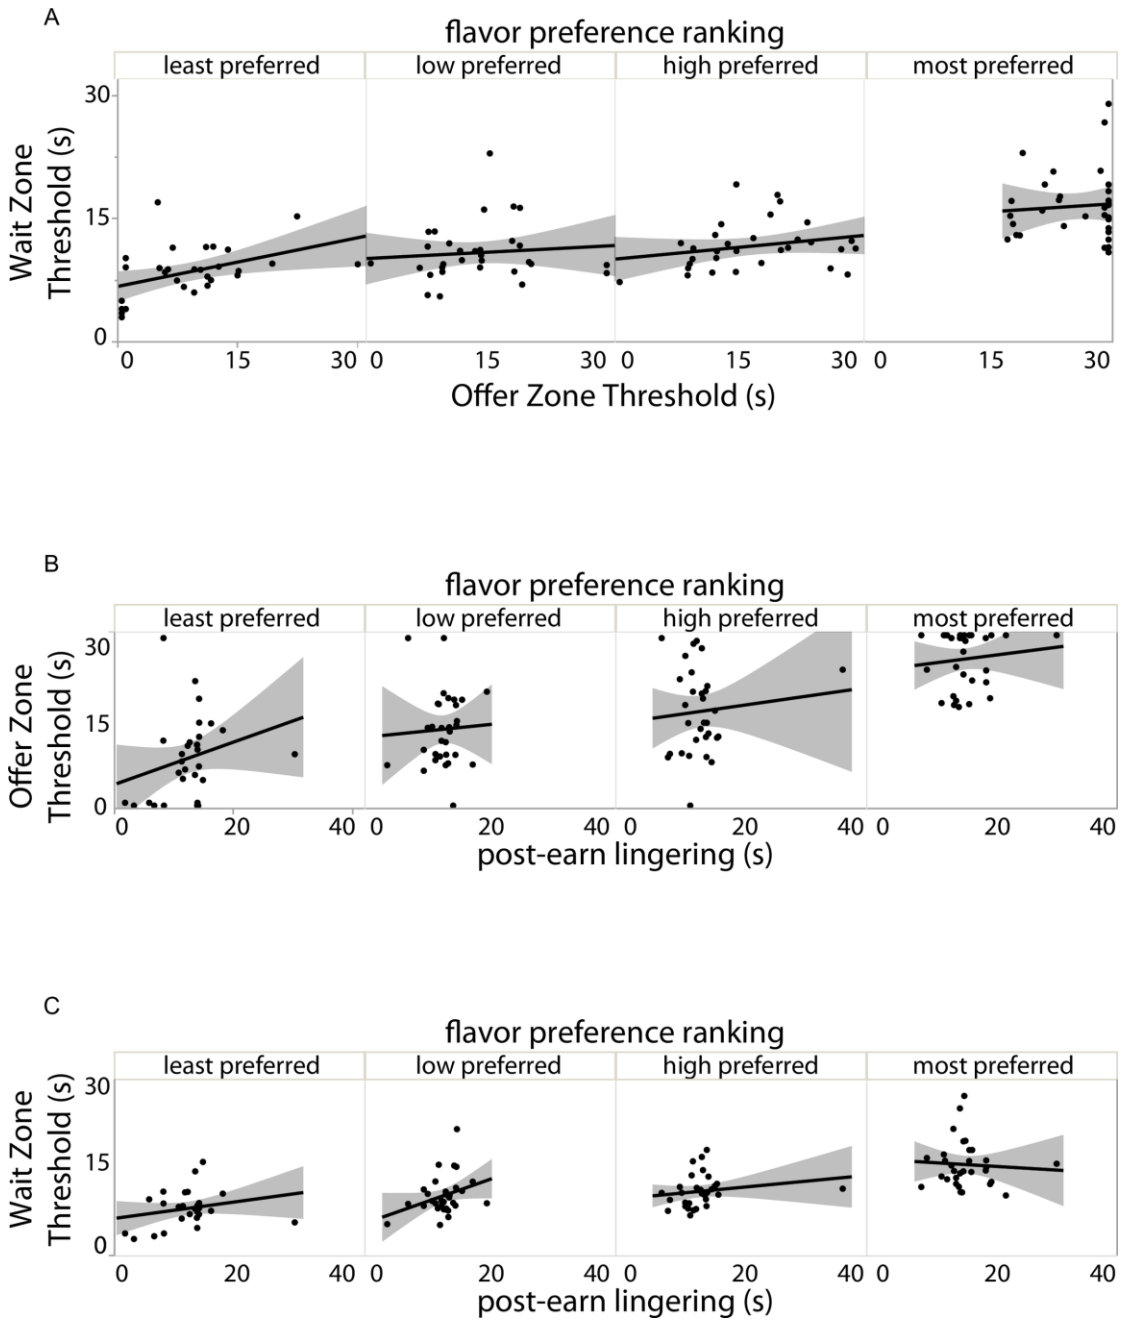 A
flavor preference ranking
least preferred low preferred high preferred most preferred
Wait Zone
Threshold (s)
30
15
0
0 15 30 0 15 30 0 15 30 0 15 30
Offer Zone Threshold (s)
B
flavor preference ranking
least preferred low preferred high preferred most preferred
Offer Zone
Threshold (s)
30
15
0
0 20 40 0 20 40 0 20 40 0 20 40
post-earn lingering (s)
C
flavor preference ranking
least preferred low preferred high preferred most preferred
Wait Zone
Threshold (s)
30
15
0
0 20 40 0 20 40 0 20 40 0 20 40
post-earn lingering (s)